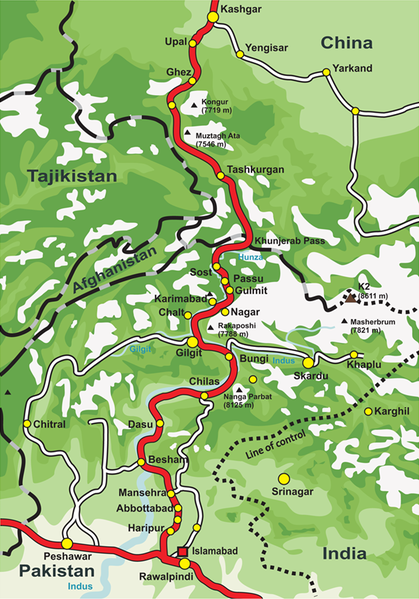 Kashgar
Upal
China
Yengisar
Ghez
Yarkand
Kongur
(7719 m)
Muztagh Ata
(7546 m)
Tajikistan
Tashkurgan
Afghanistan
Khunjerab Pass
Hunza
Sost
Passu
Gulmit
K2
(8611 m)
Karimabad
Chalt
Nagar
Rakaposhi
(7788 m)
Masherbrum
(7821 m)
Gilgit
Gilgit
Bungi
Indus
Skardu
Khaplu
Chilas
Nanga Parbat
(8125 m)
Karghil
Chitral
Dasu
Line of control
Besham
Srinagar
Mansehra
Abbottabad
Haripur
Islamabad
Peshawar
India
Pakistan
Rawalpindi
Indus